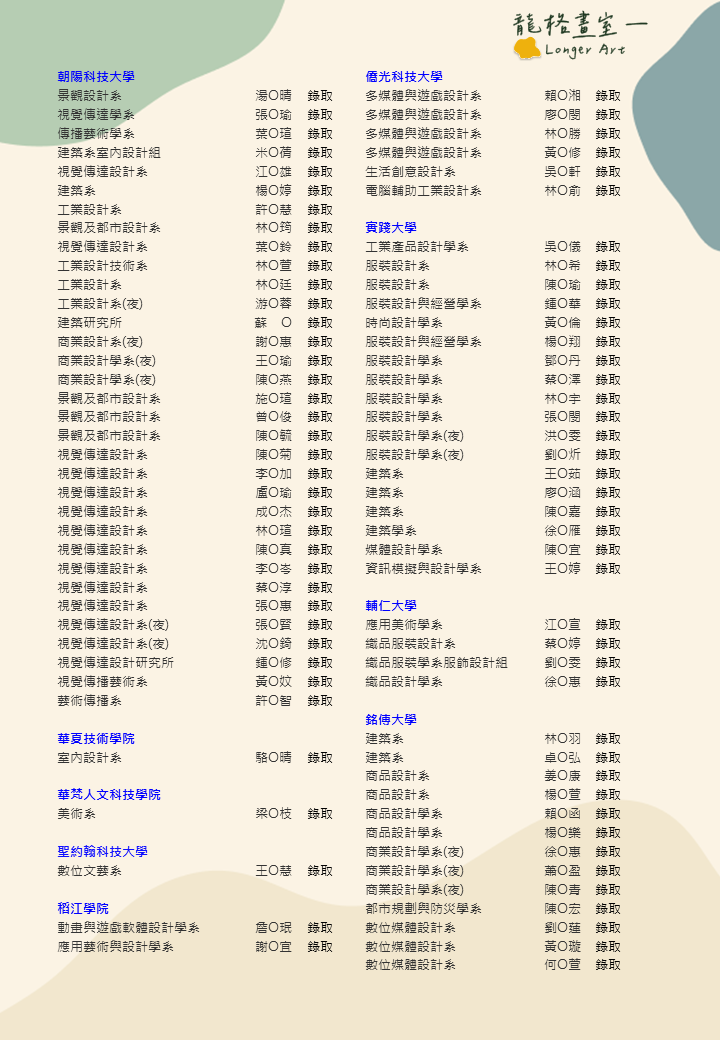 龍格畫室
Longer Art
朝陽科技大學
景觀設計系 湯O晴 錄取
視覺傳達學系 張O瑜 錄取
傳播藝術學系 葉O瑄 錄取
建築系室內設計組 米O蒨 錄取
視覺傳達設計系 江O雄 錄取
建築系 楊O婷 錄取
工業設計系 許O慧 錄取
景觀及都市設計系 林O筠 錄取
視覺傳達設計系 葉O鈴 錄取
工業設計技術系 林O萱 錄取
工業設計系 林O廷 錄取
工業設計系(夜) 游O蓉 錄取
建築研究所 蘇 O 錄取
商業設計系(夜) 謝O惠 錄取
商業設計學系(夜) 王O瑜 錄取
商業設計學系(夜) 陳O燕 錄取
景觀及都市設計系 施O瑄 錄取
景觀及都市設計系 曾O俊 錄取
景觀及都市設計系 陳O毓 錄取
視覺傳達設計系 陳O菊 錄取
視覺傳達設計系 李O加 錄取
視覺傳達設計系 盧O瑜 錄取
視覺傳達設計系 成O杰 錄取
視覺傳達設計系 林O瑄 錄取
視覺傳達設計系 陳O真 錄取
視覺傳達設計系 李O岑 錄取
視覺傳達設計系 蔡O淳 錄取
視覺傳達設計系 張O惠 錄取
視覺傳達設計系(夜) 張O賢 錄取
視覺傳達設計系(夜) 沈O錡 錄取
視覺傳達設計研究所 鍾O修 錄取
視覺傳播藝術系 黃O妏 錄取
藝術傳播系 許O智 錄取
華夏技術學院
室內設計系 駱O晴 錄取
華梵人文科技學院
美術系 梁O枝 錄取
聖約翰科技大學
數位文藝系 王O慧 錄取
稻江學院
動畫與遊戲軟體設計學系 詹O珉 錄取
應用藝術與設計學系 謝O宜 錄取
僑光科技大學
多媒體與遊戲設計系 賴O湘 錄取
多媒體與遊戲設計系 廖O閔 錄取
多媒體與遊戲設計系 林O勝 錄取
多媒體與遊戲設計系 黃O修 錄取
生活創意設計系 吳O軒 錄取
電腦輔助工業設計系 林O俞 錄取
實踐大學
工業產品設計學系 吳O儀 錄取
服裝設計系 林O希 錄取
服裝設計系 陳O瑜 錄取
服裝設計與經營學系 鍾O華 錄取
時尚設計學系 黃O倫 錄取
服裝設計與經營學系 楊O翔 錄取
服裝設計學系 鄧O丹 錄取
服裝設計學系 蔡O澤 錄取
服裝設計學系 林O宇 錄取
服裝設計學系 張O閔 錄取
服裝設計學系(夜) 洪O雯 錄取
服裝設計學系(夜) 劉O炘 錄取
建築系 王O茹 錄取
建築系 廖O涵 錄取
建築系 陳O嘉 錄取
建築學系 徐O雁 錄取
媒體設計學系 陳O宜 錄取
資訊模擬與設計學系 王O婷 錄取
輔仁大學
應用美術學系 江O宣 錄取
織品服裝設計系 蔡O婷 錄取
織品服裝學系服飾設計組 劉O雯 錄取
織品設計學系 徐O惠 錄取
銘傳大學
建築系 林O羽 錄取
建築系 卓O弘 錄取
商品設計系 姜O康 錄取
商品設計系 楊O萱 錄取
商品設計學系 賴O函 錄取
商品設計學系 楊O樂 錄取
商業設計學系(夜) 徐O惠 錄取
商業設計學系(夜) 蕭O盈 錄取
商業設計學系(夜) 陳O青 錄取
都市規劃與防災學系 陳O宏 錄取
數位媒體設計系 劉O蓮 錄取
數位媒體設計系 黃O璇 錄取
數位媒體設計系 何O萱 錄取